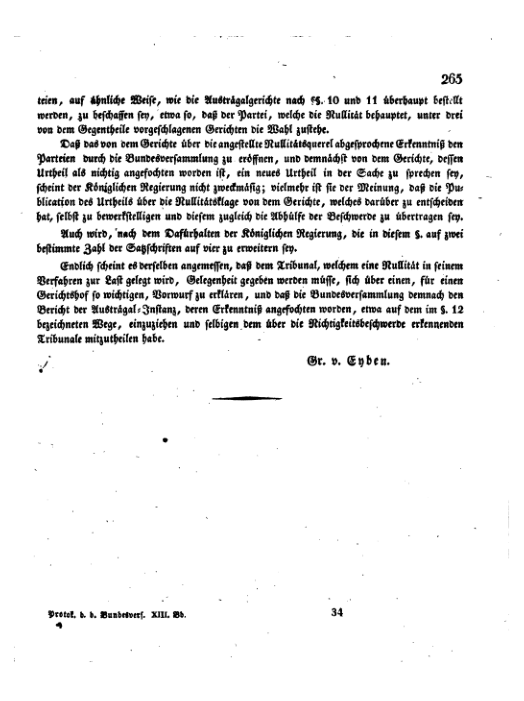 265
teien, auf ähnliche Weise, wie die Austrägalgerichte nach §§. 10 und 11 überhaupt bestellt
werden, zu beschaffen sey, etwa so, daß der Partei, welche die Nullität behauptet, unter drei
von dem Gegentheile vorgeschlagenen Gerichten die Wahl zustehe.
Daß das von dem Gerichte über die angestellte Nullitätsquerel abgesprochene Erkenntniß den
Parteien durch die Bundesversammlung zu eröffnen, und demnächst von dem Gerichte, dessen
Urtheil als nichtig angefochten worden ist, ein neues Urtheil in der Sache zu sprechen sey,
scheint der Königlichen Regierung nicht zweckmäßig; vielmehr ist sie der Meinung, daß die Pu-
blication des Urtheils über die Nullitätsklage von dem Gerichte, welches darüber zu entscheiden
hat, selbst zu bewerkstelligen und diesem zugleich die Abhülfe der Beschwerde zu übertragen sey.
Auch wird, nach dem Dafürhalten der Königlichen Regierung, die in diesem §. auf zwei
bestimmte Zahl der Satzschriften auf vier zu erweitern sey.
Endlich scheint es derselben angemessen, daß dem Tribunal, welchem eine Nullität in seinem
Verfahren zur Last gelegt wird, Gelegenheit gegeben werden müsse, sich über einen, für einen
Gerichtshof so wichtigen, Vorwurf zu erklären, und daß die Bundesversammlung demnach den
Bericht der Austrägal-Instanz, deren Erkenntniß angefochten worden, etwa auf dem im §. 12
bezeichneten Wege, einzuziehen und selbigen dem über die Nichtigkeitsbeschwerde erkennenden
Tribunale mitzutheilen habe.
Gr. v. Eyben.
Protok. d. d. Bundesvers. XIII. Bd.
34